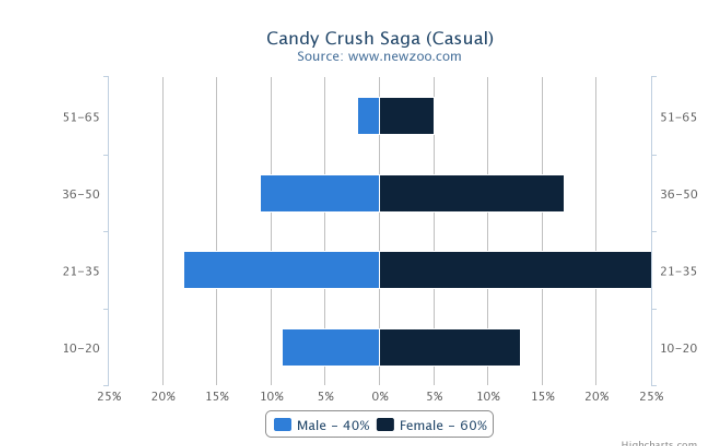 Candy Crush Saga (Casual)
Source: www.newzoo.com
51-65 51-65
36-50 36-50
21-35 21-35
10-20 10-20
25% 20% 15% 10% 5% 0% 5% 10% 15% 20% 25%
Male - 40% Female - 60%
Highcharts.com